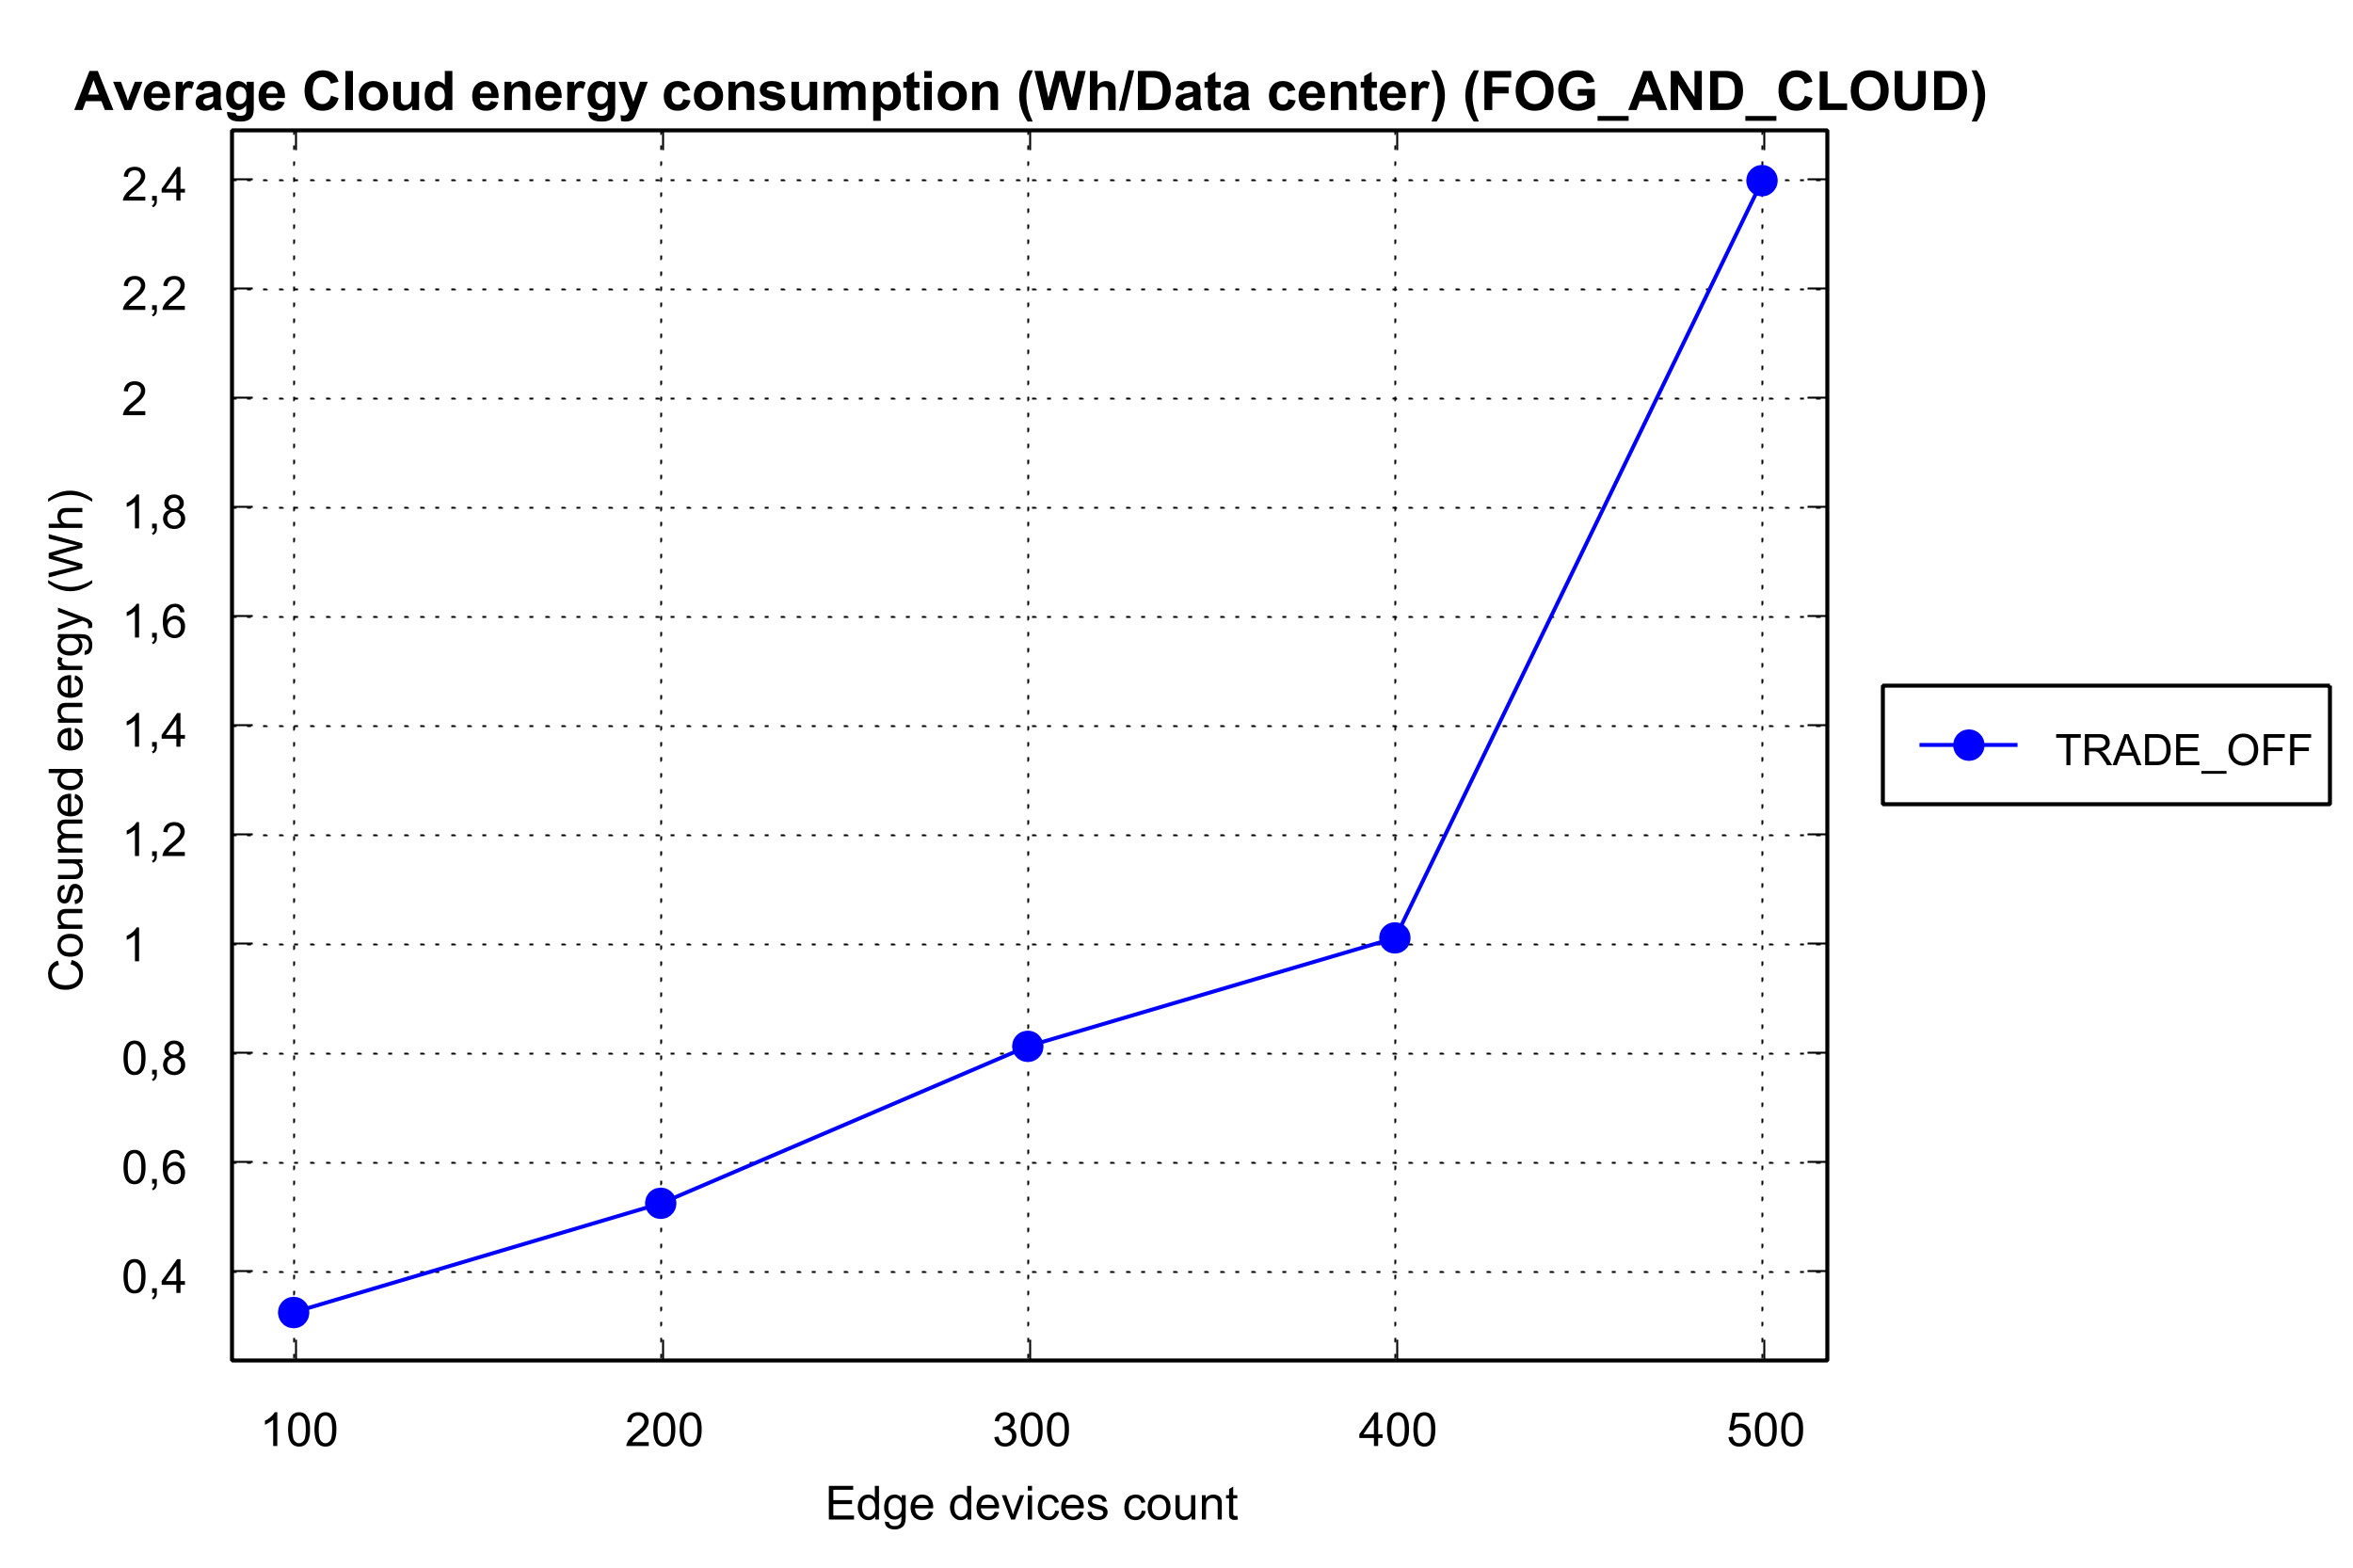 Average Cloud energy consumption (Wh/Data center) (FOG_AND_CLOUD)
Consumed energy (Wh)
2,4
2,2
2
1,8
1,6
1,4
1,2
1
0,8
0,6
0,4
100 200 300 400 500
Edge devices count
TRADE_OFF